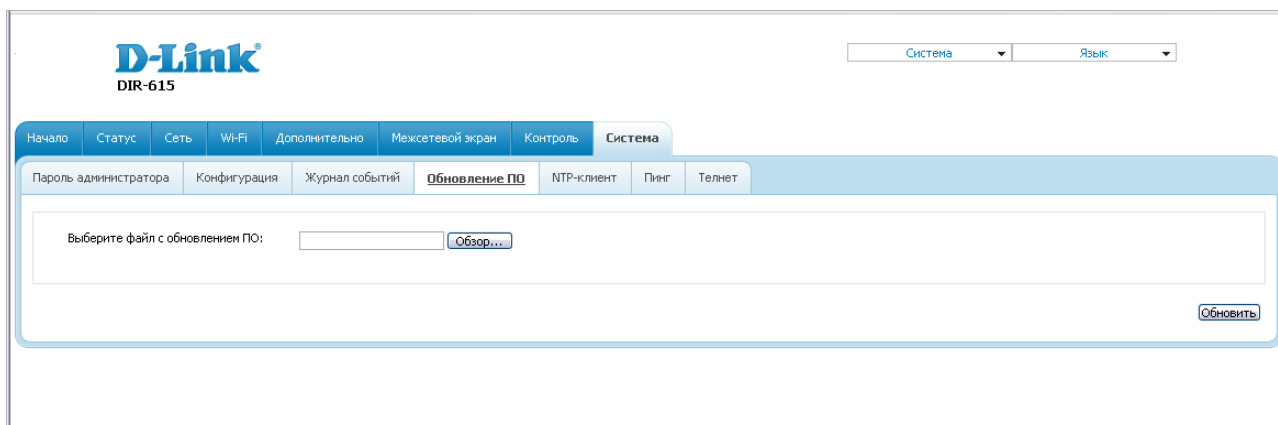 D-Link®
DIR-615
Система Язык
Начало Статус Сеть Wi-Fi Дополнительно Межсетевой экран Контроль Система
Пароль администратора Конфигурация Журнал событий Обновление ПО NTP-клиент Пинг Телнет
Выберите файл с обновлением ПО: Обзор...
Обновить